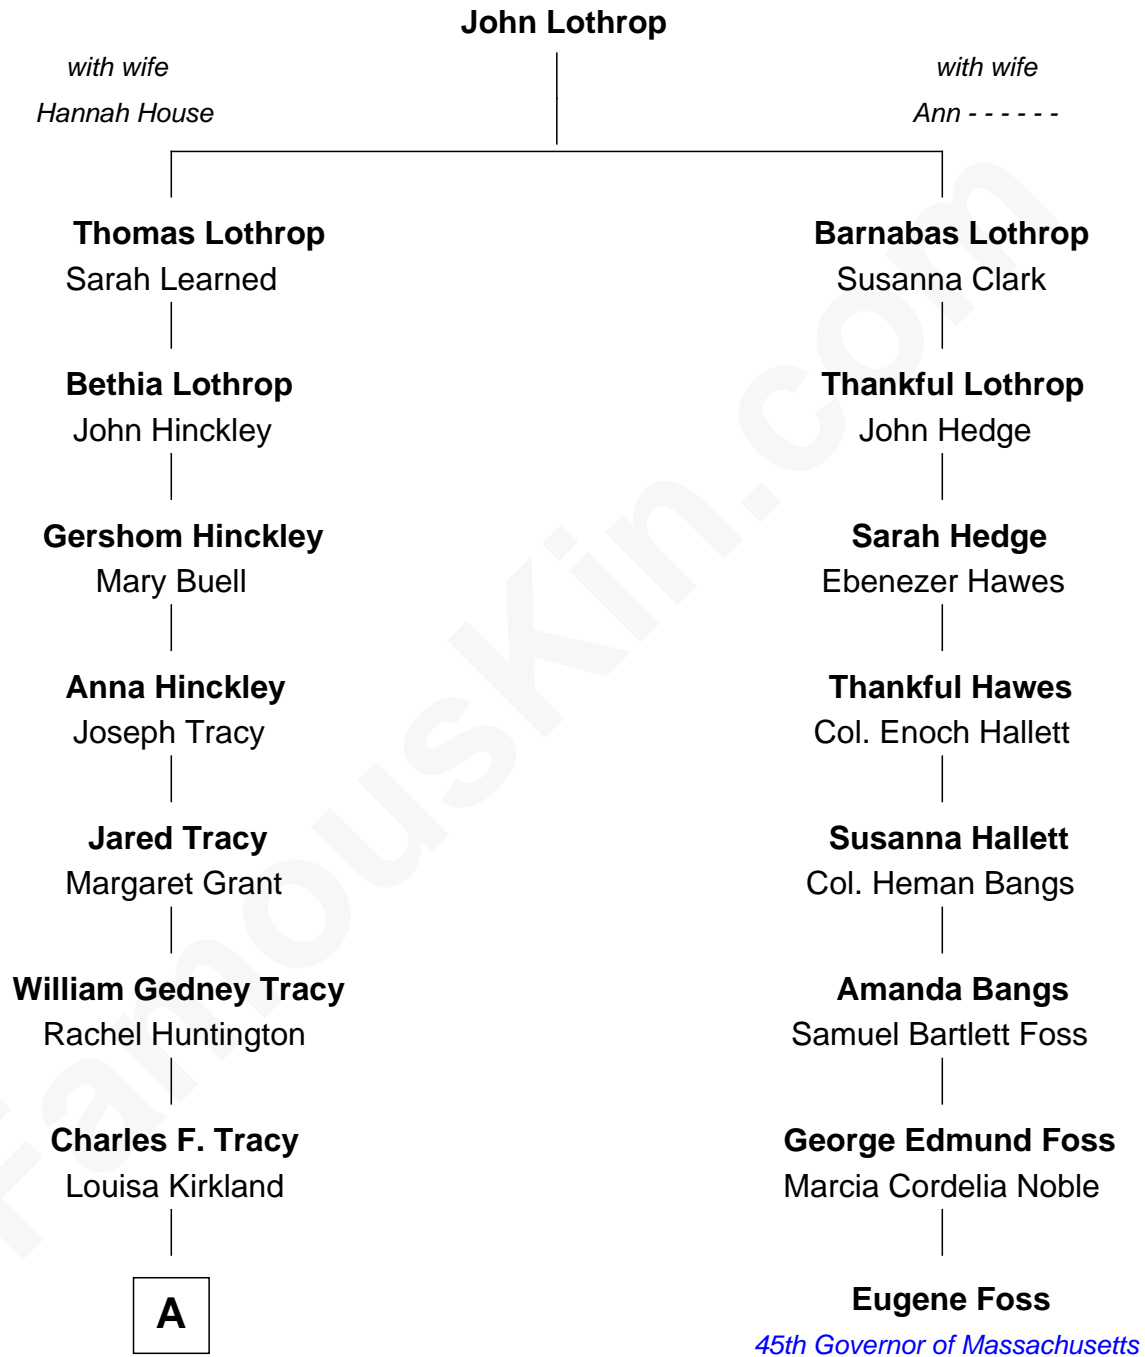 John Lothrop
with wife
Hannah House
with wife
Ann - - - - - -
Thomas Lothrop
Sarah Learned
Barnabas Lothrop
Susanna Clark
Bethia Lothrop
John Hinckley
Thankful Lothrop
John Hedge
Gershom Hinckley
Mary Buell
Sarah Hedge
Ebenezer Hawes
Anna Hinckley
Joseph Tracy
Thankful Hawes
Col. Enoch Hallett
Jared Tracy
Margaret Grant
Susanna Hallett
Col. Heman Bangs
William Gedney Tracy
Rachel Huntington
Amanda Bangs
Samuel Bartlett Foss
Charles F. Tracy
Louisa Kirkland
George Edmund Foss
Marcia Cordelia Noble
A
Eugene Foss
45th Governor of Massachusetts
FamousKin.com